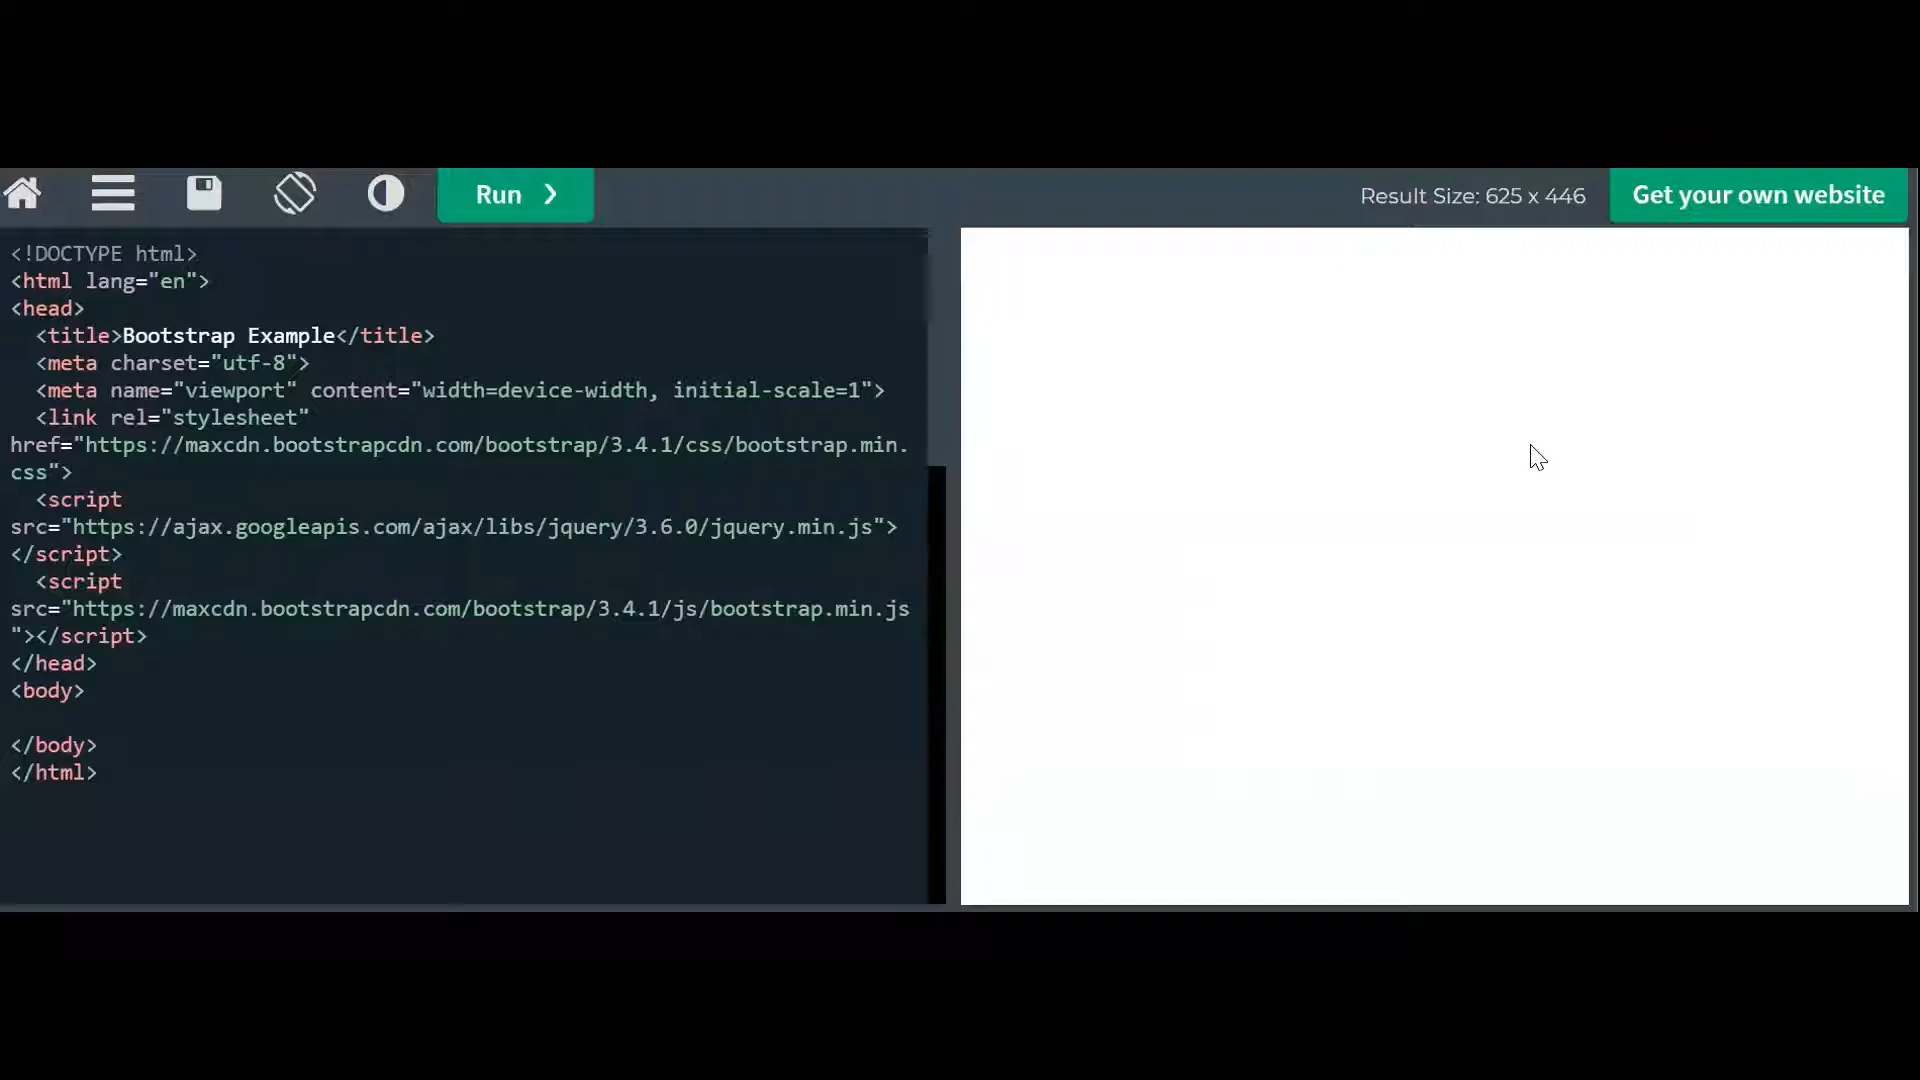 Run ❯
Result Size: 625 x 446
Get your own website
<!DOCTYPE html>
<html lang="en">
<head>
  <title>Bootstrap Example</title>
  <meta charset="utf-8">
  <meta name="viewport" content="width=device-width, initial-scale=1">
  <link rel="stylesheet"
href="https://maxcdn.bootstrapcdn.com/bootstrap/3.4.1/css/bootstrap.min.
css">
  <script
src="https://ajax.googleapis.com/ajax/libs/jquery/3.6.0/jquery.min.js">
</script>
  <script
src="https://maxcdn.bootstrapcdn.com/bootstrap/3.4.1/js/bootstrap.min.js
"></script>
</head>
<body>

</body>
</html>